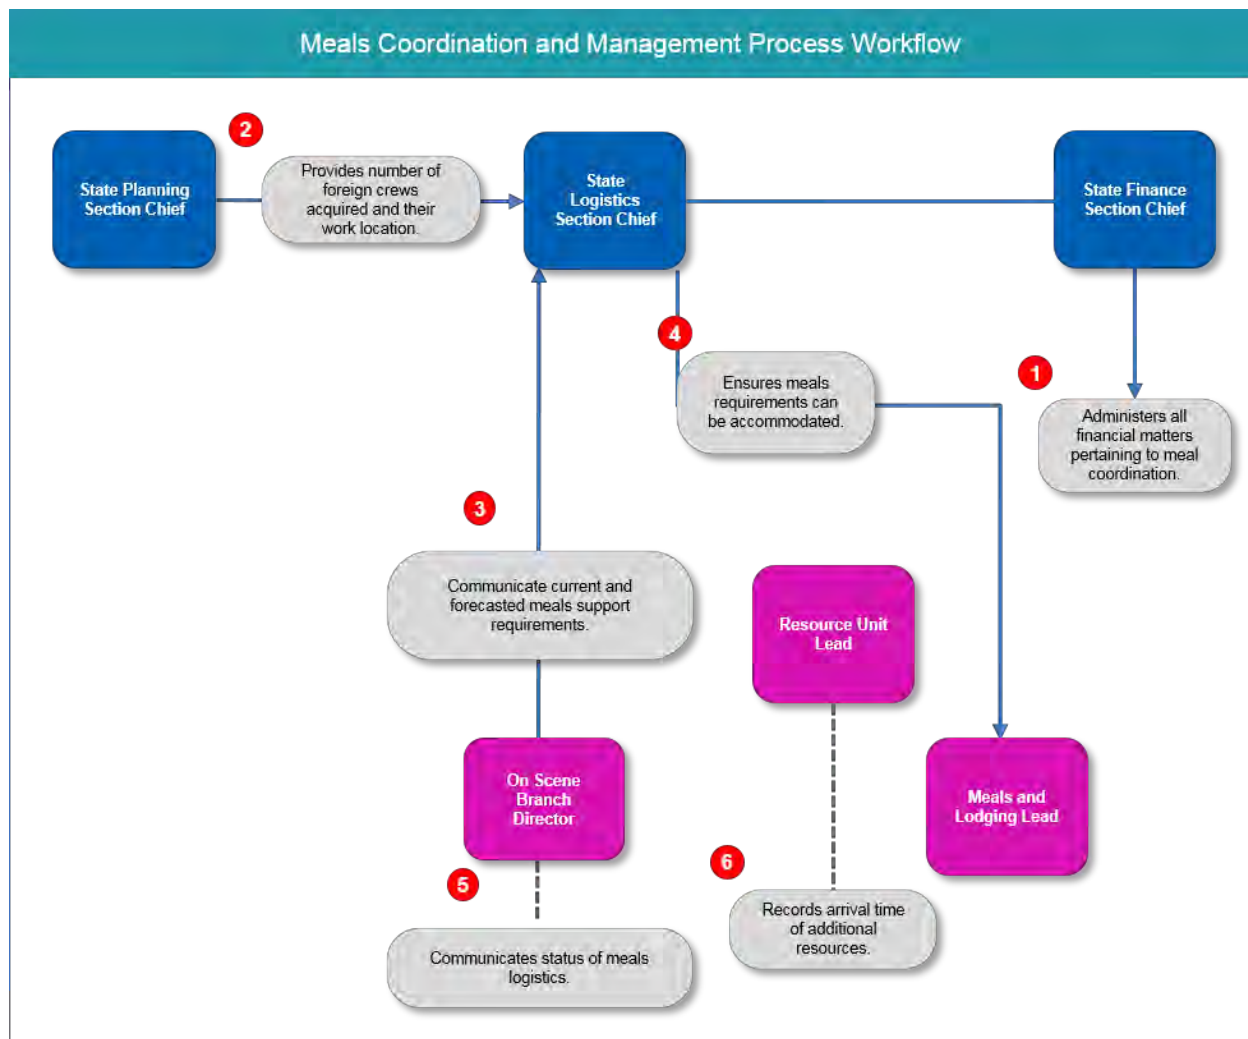 Meals Coordination and Management Process Workflow
2
State Planning
Section Chief
Provides number of
foreign crews
acquired and their
work location.
State
Logistics
Section Chief
State Finance
Section Chief
4
Ensures meals
requirements can
be accommodated.
1
Administers all
financial matters
pertaining to meal
coordination.
3
Communicate current and
forecasted meals support
requirements.
Resource Unit
Lead
On Scene
Branch
Director
Meals and
Lodging Lead
5
Communicates status of meals
logistics.
6
Records arrival time
of additional
resources.